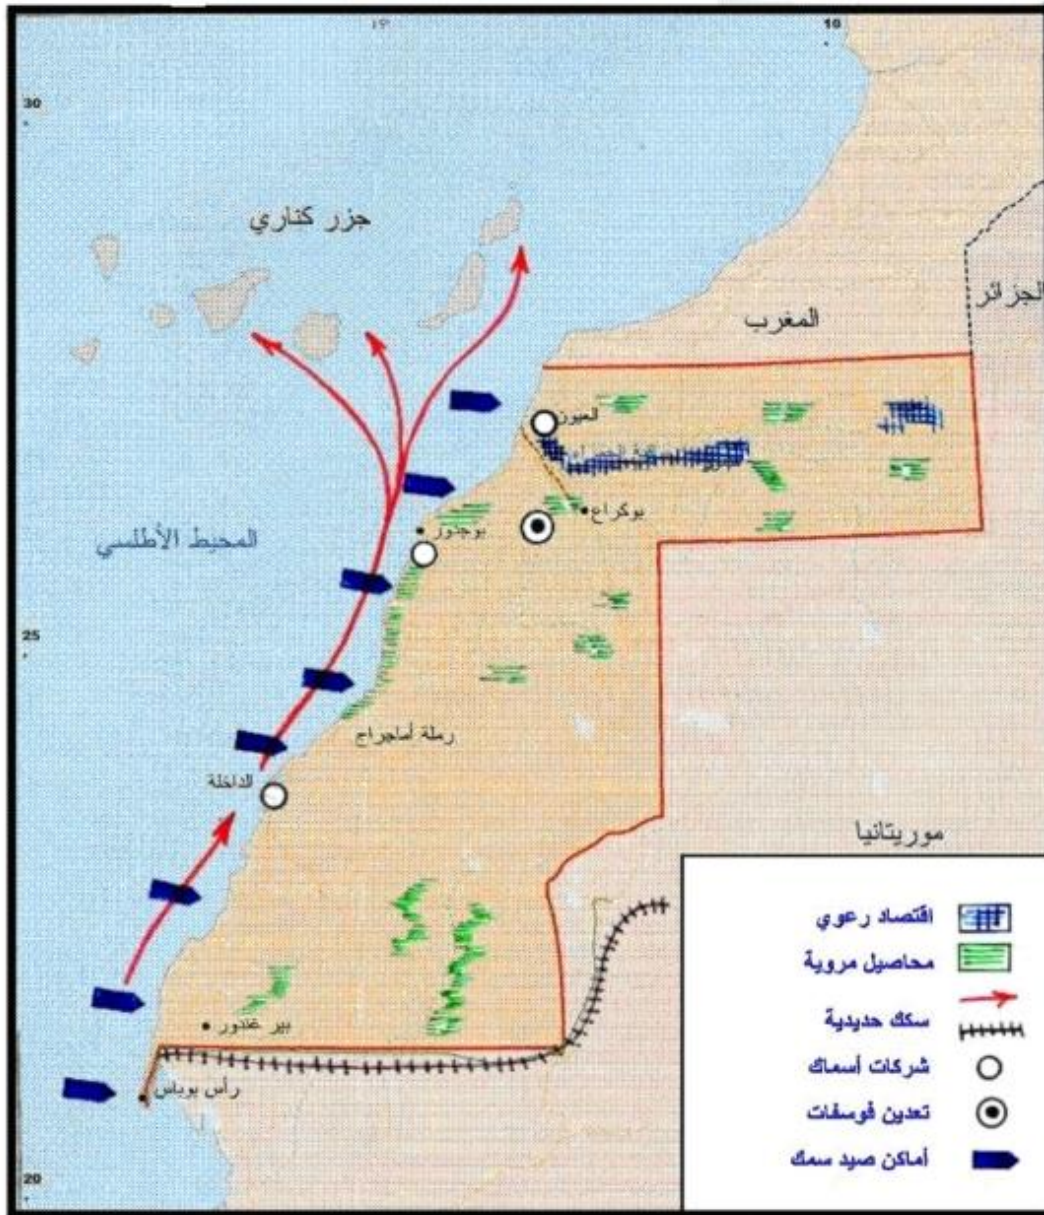 10
30
جزر كناري
الجزائر
المغرب
العيون
بوكراع
بوجدور
المحيط الأطلسي
25
رملة أماجراج
الداخلة
موريتانيا
بير غندور
رأس بوباس
20
اقتصاد رعوي
محاصيل مروية
سكك حديدية
شركات أسماك
تعدين فوسفات
أماكن صيد سمك